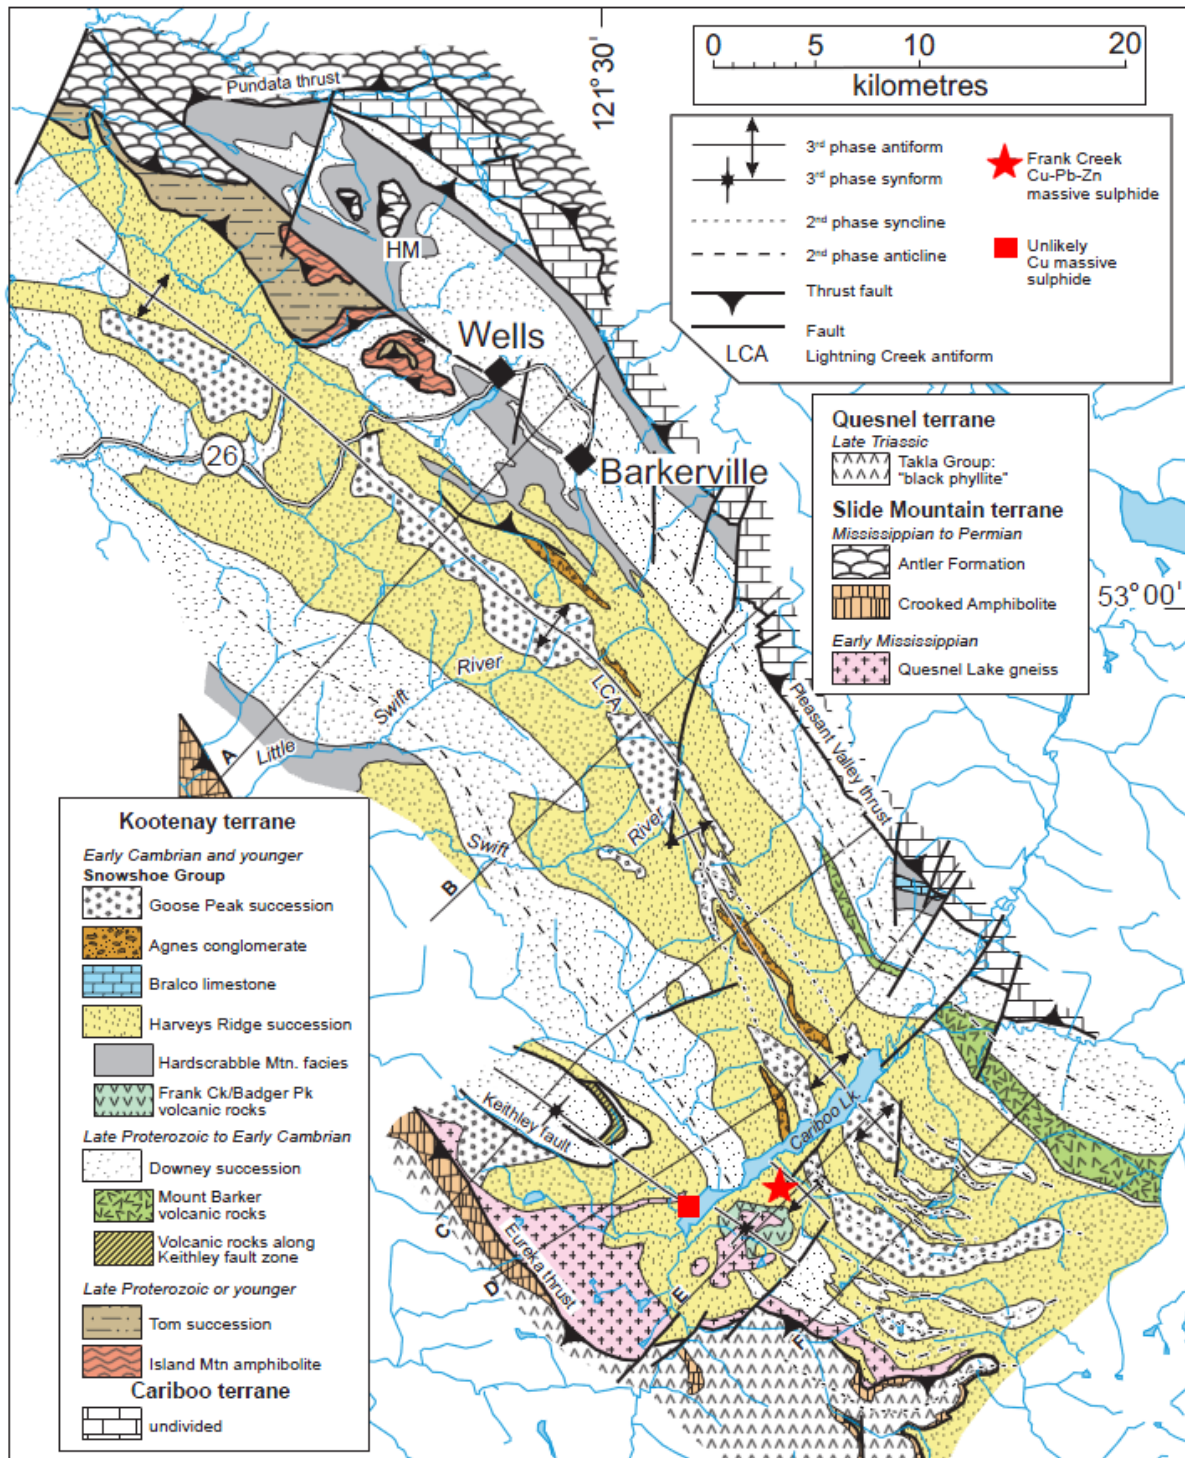 121° 30'
0 5 10 20
kilometres
3rd phase antiform
3rd phase synform
2nd phase syncline
2nd phase anticline
Thrust fault
Fault
LCA Lightning Creek antiform
Frank Creek
Cu-Pb-Zn
massive sulphide
Unlikely
Cu massive
sulphide
Pundata thrust
HM
Wells
26
Barkerville
Quesnel terrane
Late Triassic
Takla Group:
"black phyllite"
Slide Mountain terrane
Mississippian to Permian
Antler Formation
Crooked Amphibolite
Early Mississippian
Quesnel Lake gneiss
53° 00'
LCA
River
Swift
Little
A
Pleasant Valley thrust
River
Swift
B
Kootenay terrane
Early Cambrian and younger
Snowshoe Group
Goose Peak succession
Agnes conglomerate
Bralco limestone
Harveys Ridge succession
Hardscrabble Mtn. facies
Frank Ck/Badger Pk
volcanic rocks
Late Proterozoic to Early Cambrian
Downey succession
Mount Barker
volcanic rocks
Volcanic rocks along
Keithley fault zone
Late Proterozoic or younger
Tom succession
Island Mtn amphibolite
Cariboo terrane
undivided
Keithley fault
Cariboo Lk.
C
Eureka thrust
D
E
F